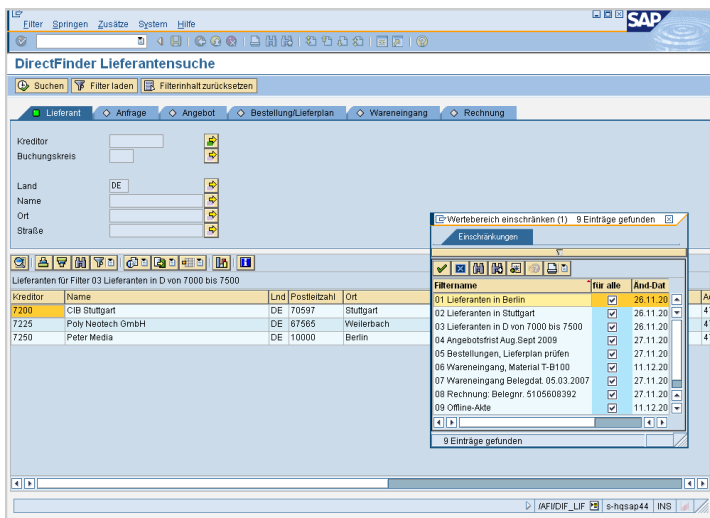 Filter Springen Zusätze System Hilfe
SAP
DirectFinder Lieferantensuche
Suchen Filter laden Filterinhalt zurücksetzen
Lieferant Anfrage Angebot Bestellung/Lieferplan Wareneingang Rechnung
Kreditor
Buchungskreis
Land DE
Name
Ort
Straße
Lieferanten für Filter 03 Lieferanten in D von 7000 bis 7500
Kreditor Name Lnd Postleitzahl Ort
7200 CIB Stuttgart DE 70597 Stuttgart
7225 Poly Neotech GmbH DE 67565 Weilerbach
7250 Peter Media DE 10000 Berlin
Wertebereich einschränken (1) 9 Einträge gefunden
Einschränkungen
Filtername für alle Änd-Dat
01 Lieferanten in Berlin 26.11.20
02 Lieferanten in Stuttgart 26.11.20
03 Lieferanten in D von 7000 bis 7500 26.11.20
04 Angebotsfrist Aug.Sept 2009 27.11.20
05 Bestellungen, Lieferplan prüfen 27.11.20
06 Wareneingang, Material T-B100 11.12.20
07 Wareneingang Belegdat. 05.03.2007 27.11.20
08 Rechnung: Belegnr. 5105608392 27.11.20
09 Offline-Akte 11.12.20
9 Einträge gefunden
/AFI/DIF_LIF s-hqsap44 INS